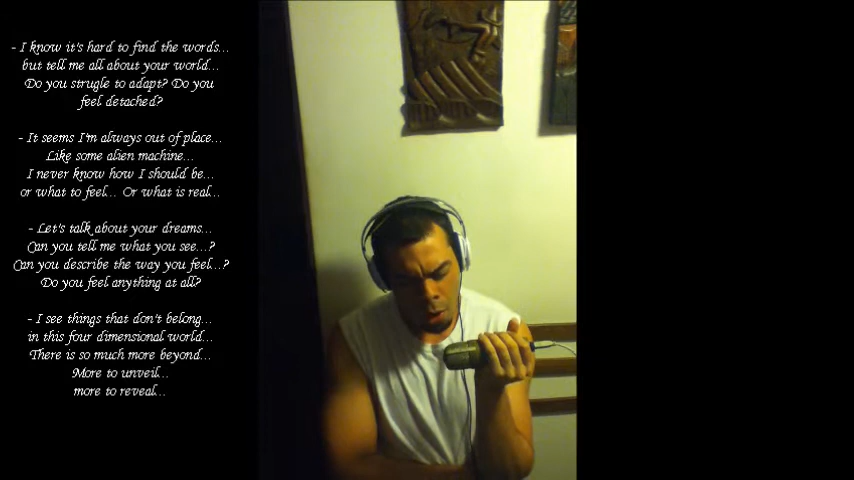 - I know it's hard to find the words...
but tell me all about your world...
Do you strugle to adapt? Do you
feel detached?
- It seems I'm always out of place...
Like some alien machine...
I never know how I should be...
or what to feel... Or what is real...
- Let's talk about your dreams...
Can you tell me what you see...?
Can you describe the way you feel...?
Do you feel anything at all?
- I see things that don't belong...
in this four dimensional world...
There is so much more beyond...
More to unveil...
more to reveal...